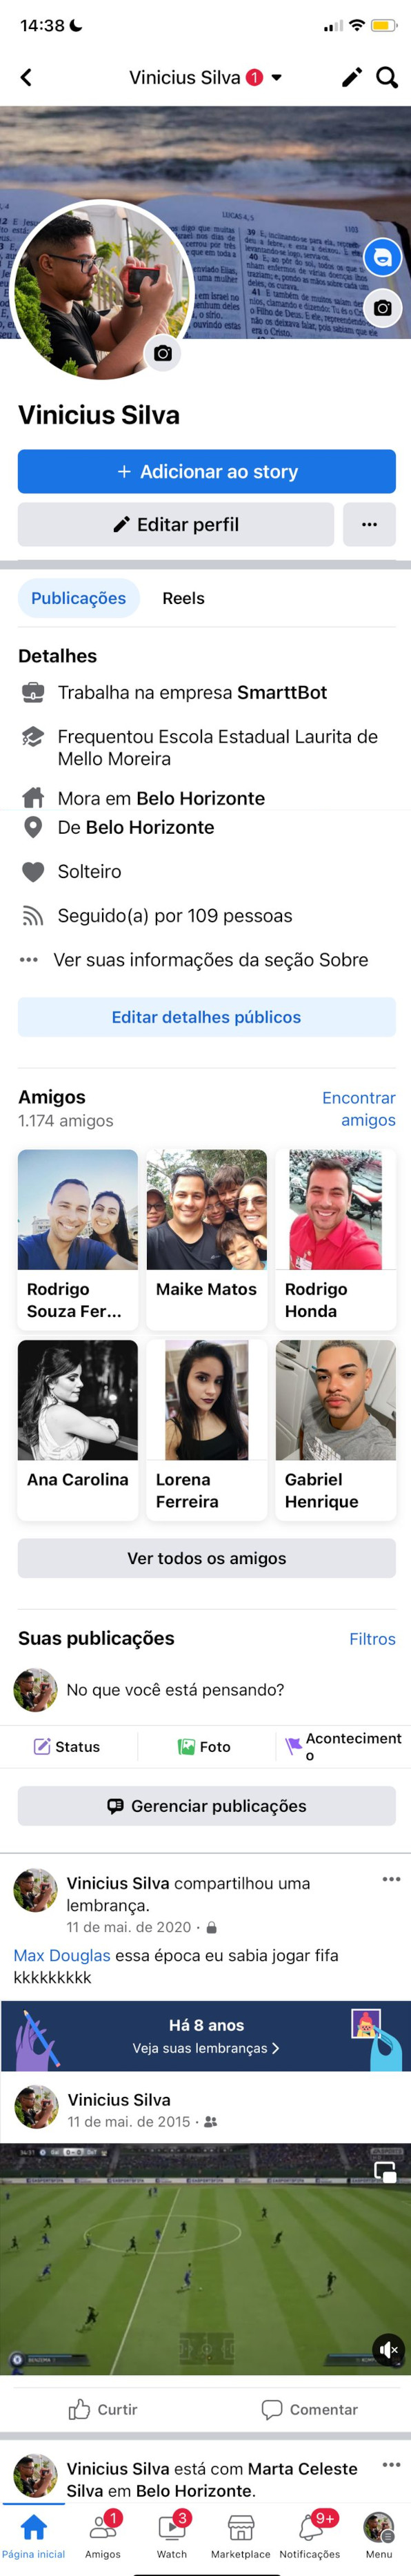 14:38
Vinicius Silva 1
LUCAS 4, 5
1103
Vinicius Silva
+ Adicionar ao story
Editar perfil
Publicações Reels
Detalhes
Trabalha na empresa SmarttBot
Frequentou Escola Estadual Laurita de
Mello Moreira
Mora em Belo Horizonte
De Belo Horizonte
Solteiro
Seguido(a) por 109 pessoas
Ver suas informações da seção Sobre
Editar detalhes públicos
Amigos
1.174 amigos
Encontrar
amigos
Rodrigo
Souza Fer...
Maike Matos
Rodrigo
Honda
Ana Carolina
Lorena
Ferreira
Gabriel
Henrique
Ver todos os amigos
Suas publicações Filtros
No que você está pensando?
Status
Foto
Aconteciment
o
Gerenciar publicações
Vinicius Silva compartilhou uma
lembrança.
11 de mai. de 2020 ·
Max Douglas essa época eu sabia jogar fifa
kkkkkkkkk
Há 8 anos
Veja suas lembranças
Vinicius Silva
11 de mai. de 2015 ·
Curtir Comentar
Vinicius Silva está com Marta Celeste
Silva em Belo Horizonte.
1 3 9+
Página inicial Amigos Watch Marketplace Notificações Menu